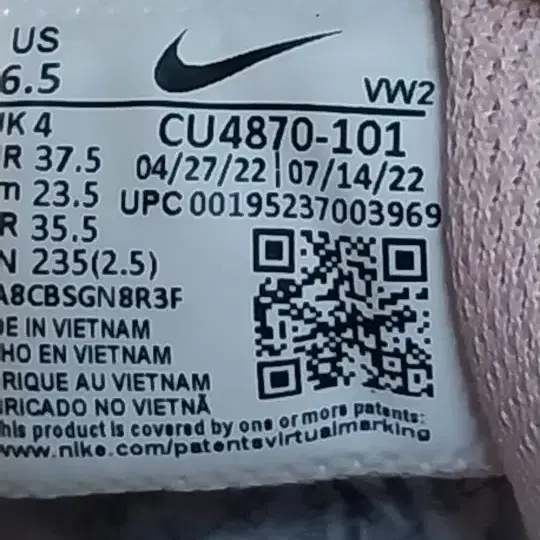 US
6.5
VW2
UK 4
CU4870-101
R 37.5
04/27/22|07/14/22
m 23.5
UPC 00195237003969
R 35.5
N 235(2.5)
A8CBSGN8R3F
DE IN VIETNAM
HO EN VIETNAM
RIQUE AU VIETNAM
RICADO NO VIETNÃ
his product is covered by one or more patents:
www.nike.com/patentsvirtualmarking